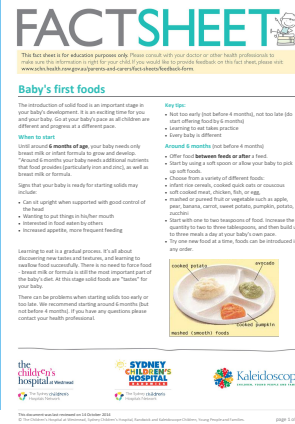 FACTSHEET
This fact sheet is for education purposes only. Please consult with your doctor or other health professionals to
make sure this information is right for your child. If you would like to provide feedback on this fact sheet, please visit:
www.schn.health.nsw.gov.au/parents-and-carers/fact-sheets/feedback-form.
Baby's first foods
The introduction of solid food is an important stage in
your baby's development. It is an exciting time for you
and your baby. Go at your baby's pace as all children are
different and progress at a different pace.
When to start
Until around 6 months of age, your baby needs only
breast milk or infant formula to grow and develop.
Around 6 months your baby needs additional nutrients
that food provides (particularly iron and zinc), as well as
breast milk or formula.
Signs that your baby is ready for starting solids may
include:
• Can sit upright when supported with good control of the
head
• Wanting to put things in his/her mouth
• Interested in food eaten by others
• Increased appetite, more frequent feeding
Learning to eat is a gradual process. It's all about
discovering new tastes and textures, and learning to
swallow food successfully. There is no need to force food
- breast milk or formula is still the most important part of
the baby's diet. At this stage solid foods are "tastes" for
your baby.
There can be problems when starting solids too early or
too late. We recommend starting around 6 months (but
not before 4 months). If you have any questions please
contact your health professional.
Key tips:
• Not too early (not before 4 months), not too late (do
start offering food by 6 months)
• Learning to eat takes practice
• Every baby is different
Around 6 months (not before 4 months)
• Offer food between feeds or after a feed.
• Start by using a soft spoon or allow your baby to pick
up soft foods.
• Choose from a variety of different foods:
• infant rice cereals, cooked quick oats or couscous
• soft cooked meat, chicken, fish, or egg.
• mashed or pureed fruit or vegetable such as apple,
pear, banana, carrot, sweet potato, pumpkin, potato,
zucchini
• Start with one to two teaspoons of food. Increase the
quantity to two to three tablespoons, and then build
to three meals a day at your baby's own pace.
• Try one new food at a time, foods can be introduced
any order.
cooked potato
avocado
cooked pumpkin
mashed (smooth) foods
the
children's
hospital at Westmead
SYDNEY
CHILDREN'S
HOSPITAL
RANDWICK
Kaleidoscope
This document was last reviewed on 14 October 2013